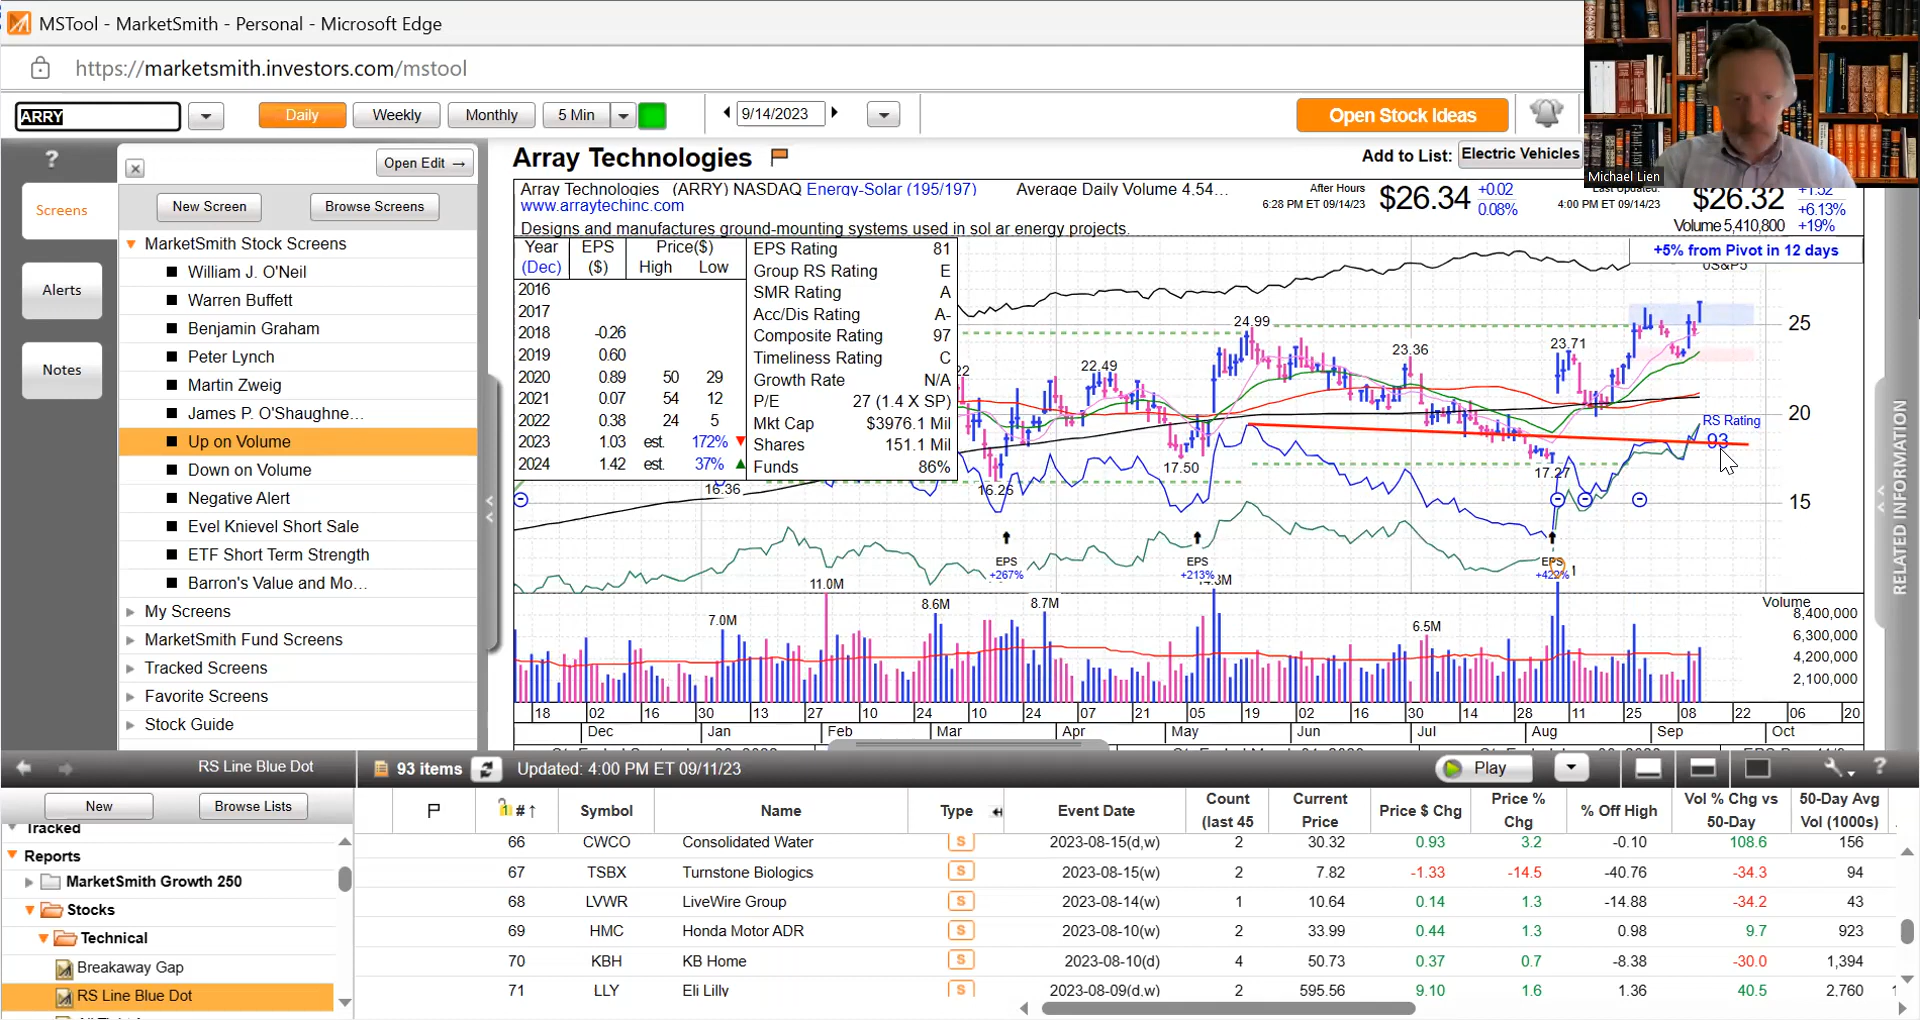 MSTool - MarketSmith - Personal - Microsoft Edge
https://marketsmith.investors.com/mstool
ARRY
Daily
Weekly
Monthly
5 Min
9/14/2023
Open Stock Ideas
?
Screens
Alerts
Notes
Open Edit →
New Screen
Browse Screens
MarketSmith Stock Screens
William J. O'Neil
Warren Buffett
Benjamin Graham
Peter Lynch
Martin Zweig
James P. O'Shaughne…
Up on Volume
Down on Volume
Negative Alert
Evel Knievel Short Sale
ETF Short Term Strength
Barron's Value and Mo…
My Screens
MarketSmith Fund Screens
Tracked Screens
Favorite Screens
Stock Guide
Array Technologies
Add to List: Electric Vehicles
Michael Lien
Array Technologies (ARRY) NASDAQ Energy-Solar (195/197) Average Daily Volume 4.54…
www.arraytechinc.com
Designs and manufactures ground-mounting systems used in sol ar energy projects.
After Hours
6:28 PM ET 09/14/23
$26.34
+0.02
0.08%
Last Updated:
4:00 PM ET 09/14/23
$26.32
+1.52
+6.13%
Volume 5,410,800 +19%
+5% from Pivot in 12 days
Year EPS Price($)
(Dec) ($) High Low
2016
2017
2018 -0.26
2019 0.60
2020 0.89 50 29
2021 0.07 54 12
2022 0.38 24 5
2023 1.03 est. 172%
2024 1.42 est. 37%
EPS Rating 81
Group RS Rating E
SMR Rating A
Acc/Dis Rating A-
Composite Rating 97
Timeliness Rating C
Growth Rate N/A
P/E 27 (1.4 X SP)
Mkt Cap $3976.1 Mil
Shares 151.1 Mil
Funds 86%
16.36
22
16.26
22.49
17.50
24.99
23.36
23.71
17.27
RS Rating
93
25
20
15
EPS
+267%
EPS
+213%
EPS
+422%
1
7.0M
11.0M
8.6M
8.7M
6.5M
Volume
8,400,000
6,300,000
4,200,000
2,100,000
18 02 16 30 13 27 10 24 10 24 07 21 05 19 02 16 30 14 28 11 25 08 22 06 20
Dec Jan Feb Mar Apr May Jun Jul Aug Sep Oct
RELATED INFORMATION
RS Line Blue Dot
93 items
Updated: 4:00 PM ET 09/11/23
Play
?
New
Browse Lists
Tracked
Reports
MarketSmith Growth 250
Stocks
Technical
Breakaway Gap
RS Line Blue Dot
# ↑ Symbol Name Type Event Date Count (last 45 Current Price Price $ Chg Price % Chg % Off High Vol % Chg vs 50-Day 50-Day Avg Vol (1000s)
66 CWCO Consolidated Water S 2023-08-15(d,w) 2 30.32 0.93 3.2 -0.10 108.6 156
67 TSBX Turnstone Biologics S 2023-08-15(w) 2 7.82 -1.33 -14.5 -40.76 -34.3 94
68 LVWR LiveWire Group S 2023-08-14(w) 1 10.64 0.14 1.3 -14.88 -34.2 43
69 HMC Honda Motor ADR S 2023-08-10(w) 2 33.99 0.44 1.3 0.98 9.7 923
70 KBH KB Home S 2023-08-10(d) 4 50.73 0.37 0.7 -8.38 -30.0 1,394
71 LLY Eli Lilly S 2023-08-09(d,w) 2 595.56 9.10 1.6 1.36 40.5 2,760